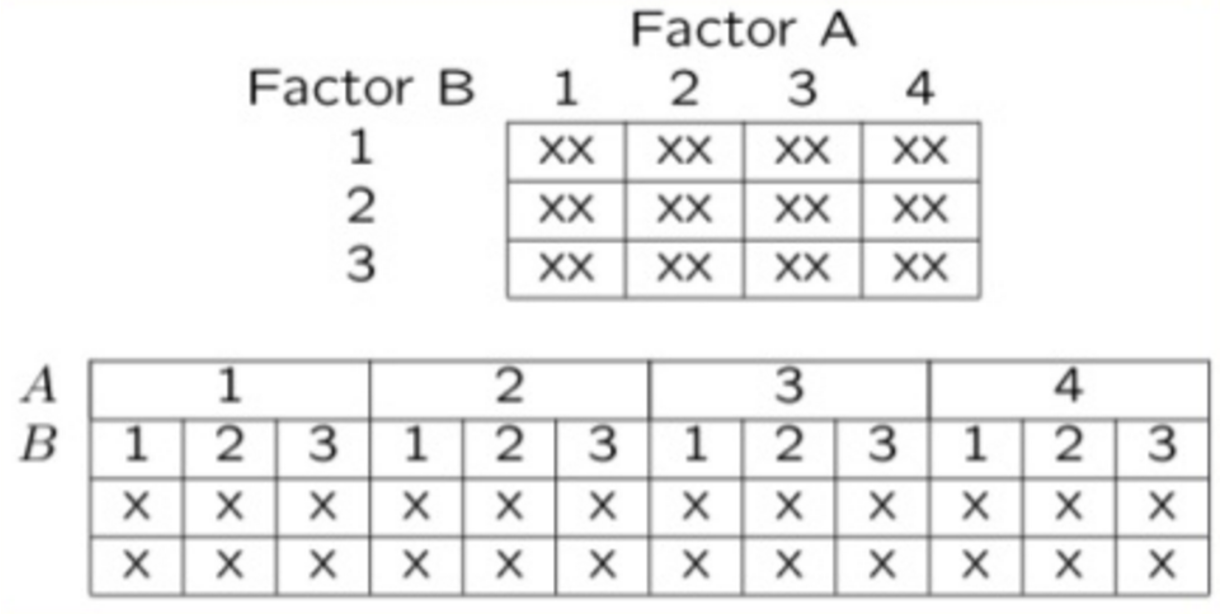 Factor A
Factor B 1 2 3 4
1 xx xx xx xx
2 xx xx xx xx
3 xx xx xx xx
A 1 2 3 4
B 1 2 3 1 2 3 1 2 3 1 2 3
x x x x x x x x x x x x
x x x x x x x x x x x x